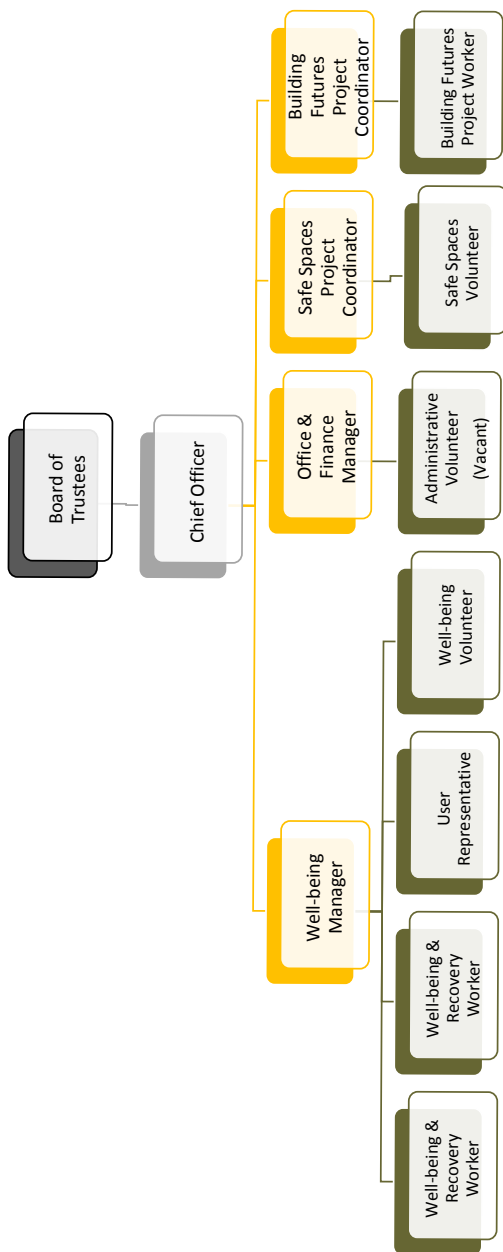 Board of
Trustees
Chief Officer
Well-being
Manager
Office &
Finance
Manager
Safe Spaces
Project
Coordinator
Building
Futures
Project
Coordinator
Well-being &
Recovery
Worker
Well-being &
Recovery
Worker
User
Representative
Well-being
Volunteer
Administrative
Volunteer
(Vacant)
Safe Spaces
Volunteer
Building Futures
Project Worker